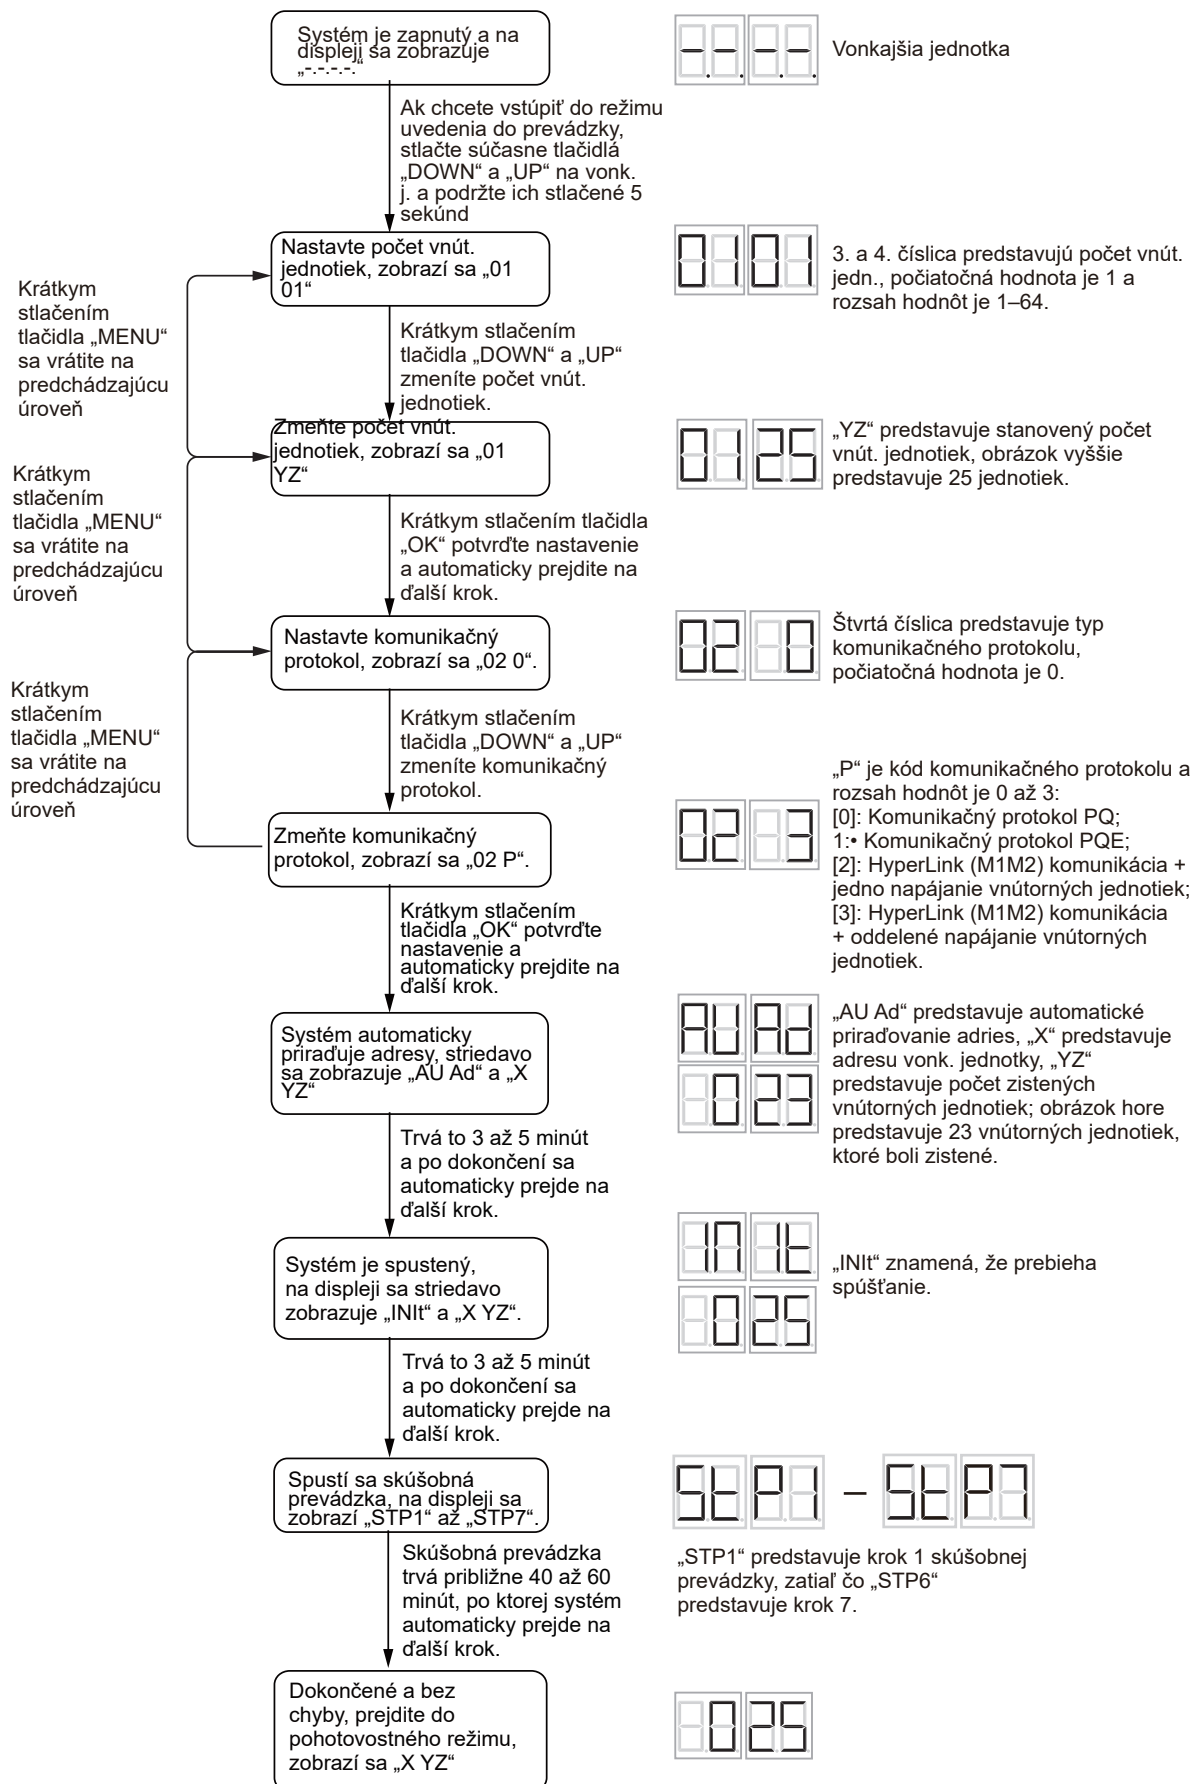 Systém je zapnutý a na
displeji sa zobrazuje
„-.-.-.-.“
Vonkajšia jednotka
Ak chcete vstúpiť do režimu
uvedenia do prevádzky,
stlačte súčasne tlačidlá
„DOWN“ a „UP“ na vonk.
j. a podržte ich stlačené 5
sekúnd
Nastavte počet vnút.
jednotiek, zobrazí sa „01
01“
0101
3. a 4. číslica predstavujú počet vnút.
jedn., počiatočná hodnota je 1 a
rozsah hodnôt je 1–64.
Krátkym
stlačením
tlačidla „MENU“
sa vrátite na
predchádzajúcu
úroveň
Krátkym stlačením
tlačidla „DOWN“ a „UP“
zmeníte počet vnút.
jednotiek.
Zmeňte počet vnút.
jednotiek, zobrazí sa „01
YZ“
0125
„YZ“ predstavuje stanovený počet
vnút. jednotiek, obrázok vyššie
predstavuje 25 jednotiek.
Krátkym
stlačením
tlačidla „MENU“
sa vrátite na
predchádzajúcu
úroveň
Krátkym stlačením tlačidla
„OK“ potvrďte nastavenie
a automaticky prejdite na
ďalší krok.
Nastavte komunikačný
protokol, zobrazí sa „02 0“.
02 0
Štvrtá číslica predstavuje typ
komunikačného protokolu,
počiatočná hodnota je 0.
Krátkym
stlačením
tlačidla „MENU“
sa vrátite na
predchádzajúcu
úroveň
Krátkym stlačením
tlačidla „DOWN“ a „UP“
zmeníte komunikačný
protokol.
Zmeňte komunikačný
protokol, zobrazí sa „02 P“.
02 3
„P“ je kód komunikačného protokolu a
rozsah hodnôt je 0 až 3:
[0]: Komunikačný protokol PQ;
1:• Komunikačný protokol PQE;
[2]: HyperLink (M1M2) komunikácia +
jedno napájanie vnútorných jednotiek;
[3]: HyperLink (M1M2) komunikácia
+ oddelené napájanie vnútorných
jednotiek.
Krátkym stlačením
tlačidla „OK“ potvrďte
nastavenie a
automaticky prejdite na
ďalší krok.
Systém automaticky
priraďuje adresy, striedavo
sa zobrazuje „AU Ad“ a „X
YZ“
AUAd
023
„AU Ad“ predstavuje automatické
priraďovanie adries, „X“ predstavuje
adresu vonk. jednotky, „YZ“
predstavuje počet zistených
vnútorných jednotiek; obrázok hore
predstavuje 23 vnútorných jednotiek,
ktoré boli zistené.
Trvá to 3 až 5 minút
a po dokončení sa
automaticky prejde na
ďalší krok.
Systém je spustený,
na displeji sa striedavo
zobrazuje „INIt“ a „X YZ“.
INIt
025
„INIt“ znamená, že prebieha
spúšťanie.
Trvá to 3 až 5 minút
a po dokončení sa
automaticky prejde na
ďalší krok.
Spustí sa skúšobná
prevádzka, na displeji sa
zobrazí „STP1“ až „STP7“.
StP1 – StP7
„STP1“ predstavuje krok 1 skúšobnej
prevádzky, zatiaľ čo „STP6“
predstavuje krok 7.
Skúšobná prevádzka
trvá približne 40 až 60
minút, po ktorej systém
automaticky prejde na
ďalší krok.
Dokončené a bez
chyby, prejdite do
pohotovostného režimu,
zobrazí sa „X YZ“
025